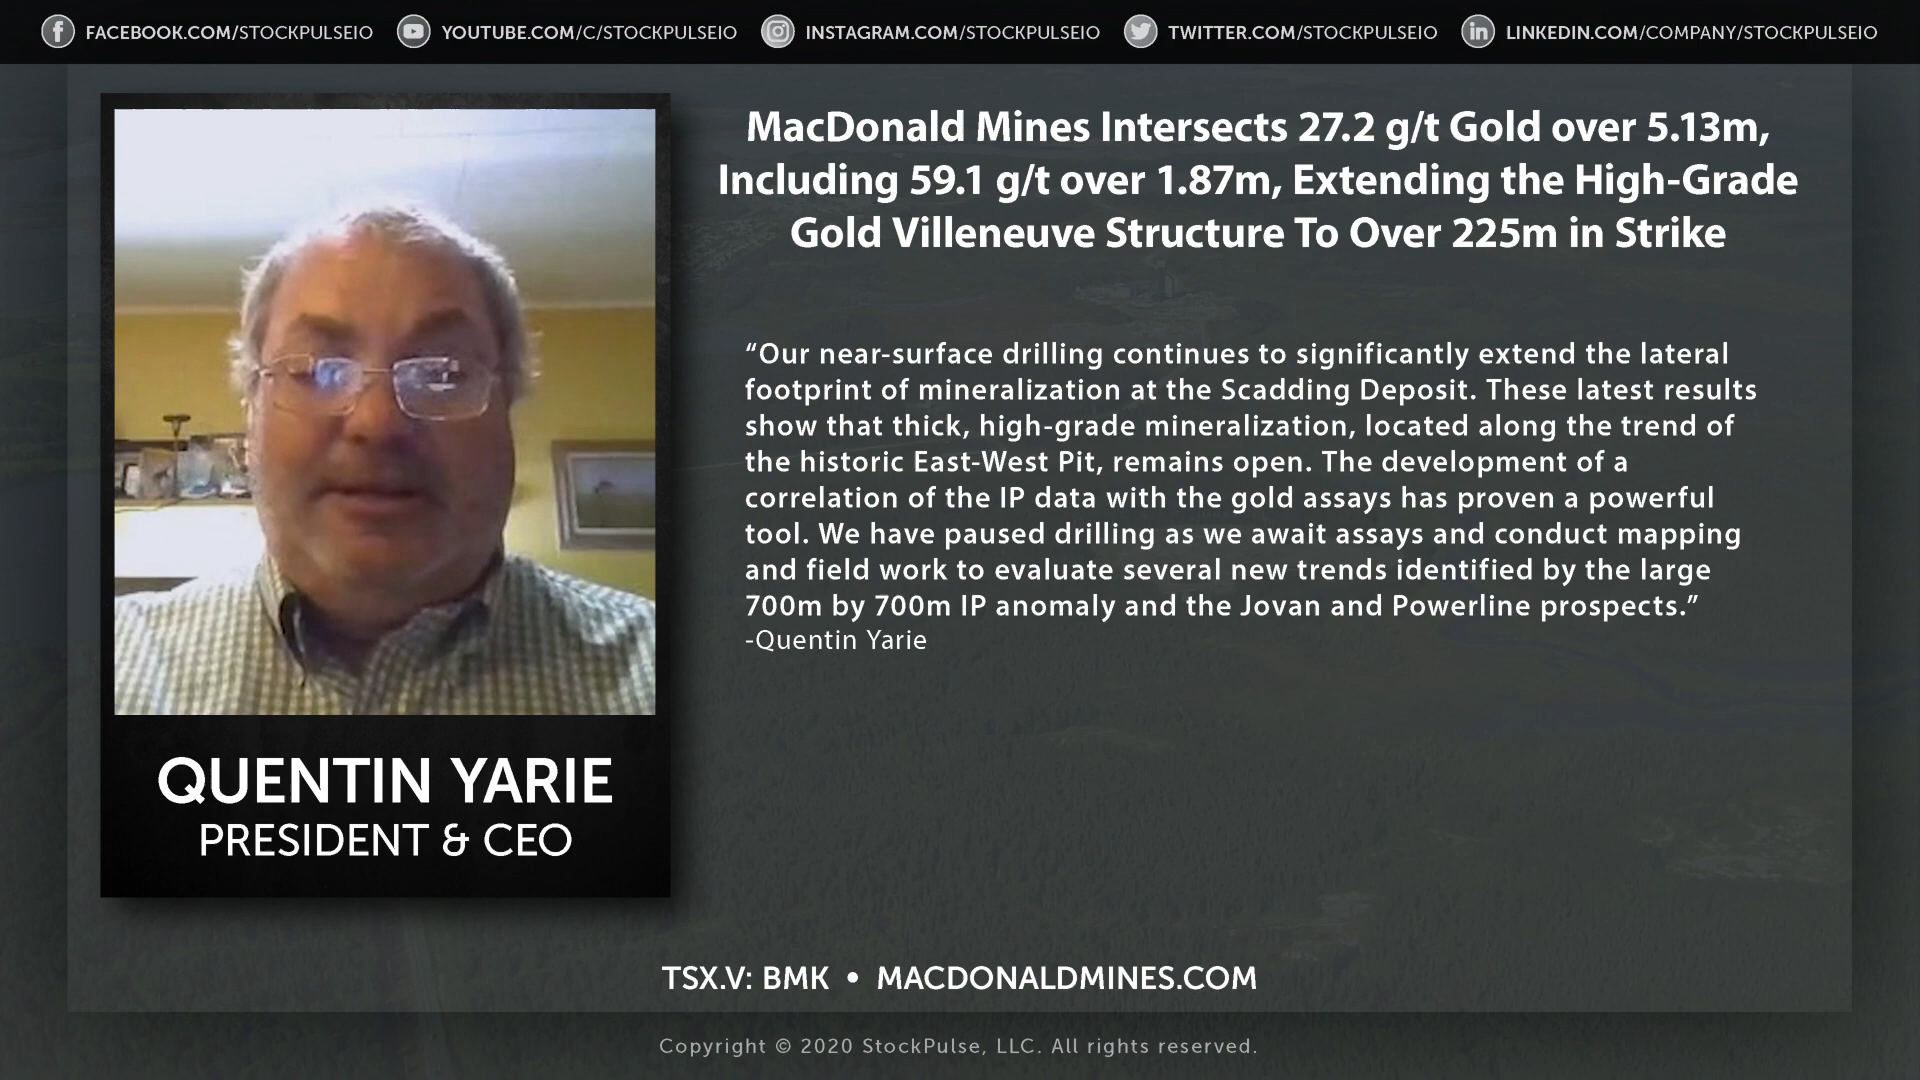 FACEBOOK.COM/STOCKPULSEIO YOUTUBE.COM/C/STOCKPULSEIO INSTAGRAM.COM/STOCKPULSEIO TWITTER.COM/STOCKPULSEIO LINKEDIN.COM/COMPANY/STOCKPULSEIO
MacDonald Mines Intersects 27.2 g/t Gold over 5.13m,
Including 59.1 g/t over 1.87m, Extending the High-Grade
Gold Villeneuve Structure To Over 225m in Strike
“Our near-surface drilling continues to significantly extend the lateral
footprint of mineralization at the Scadding Deposit. These latest results
show that thick, high-grade mineralization, located along the trend of
the historic East-West Pit, remains open. The development of a
correlation of the IP data with the gold assays has proven a powerful
tool. We have paused drilling as we await assays and conduct mapping
and field work to evaluate several new trends identified by the large
700m by 700m IP anomaly and the Jovan and Powerline prospects.”
-Quentin Yarie
QUENTIN YARIE
PRESIDENT & CEO
TSX.V: BMK • MACDONALDMINES.COM
Copyright © 2020 StockPulse, LLC. All rights reserved.